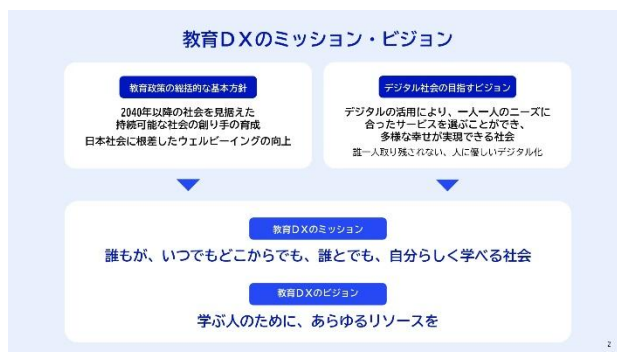 教育DXのミッション・ビジョン
教育政策の総括的な基本方針
2040年以降の社会を見据えた
持続可能な社会の創り手の育成
日本社会に根差したウェルビーイングの向上
デジタル社会の目指すビジョン
デジタルの活用により、一人一人のニーズに
合ったサービスを選ぶことができ、
多様な幸せが実現できる社会
誰一人取り残されない、人に優しいデジタル化
教育DXのミッション
誰もが、いつでもどこからでも、誰とでも、自分らしく学べる社会
教育DXのビジョン
学ぶ人のために、あらゆるリソースを
2